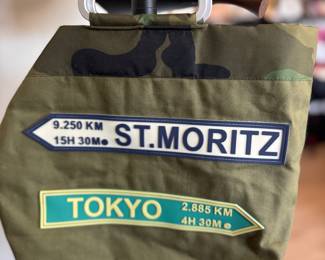 9.250 KM
15H 30M
ST.MORITZ
TOKYO
2.885 KM
4H 30M